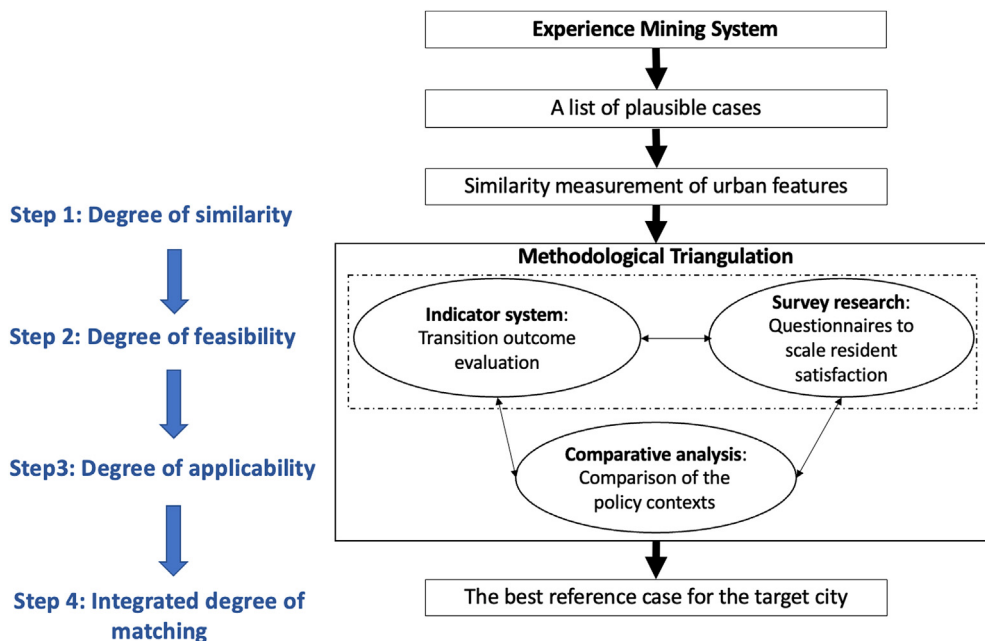 Experience Mining System
A list of plausible cases
Similarity measurement of urban features
Step 1: Degree of similarity
Step 2: Degree of feasibility
Step3: Degree of applicability
Step 4: Integrated degree of
matching
Methodological Triangulation
Indicator system:
Transition outcome
evaluation
Survey research:
Questionnaires to
scale resident
satisfaction
Comparative analysis:
Comparison of the
policy contexts
The best reference case for the target city